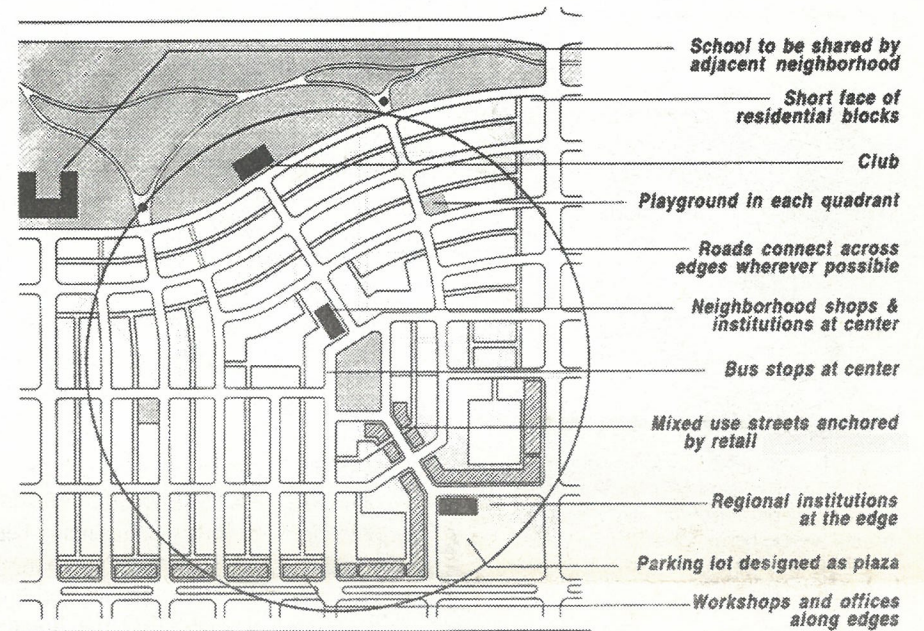 School to be shared by
adjacent neighborhood
Short face of
residential blocks
Club
Playground in each quadrant
Roads connect across
edges wherever possible
Neighborhood shops &
institutions at center
Bus stops at center
Mixed use streets anchored
by retail
Regional institutions
at the edge
Parking lot designed as plaza
Workshops and offices
along edges